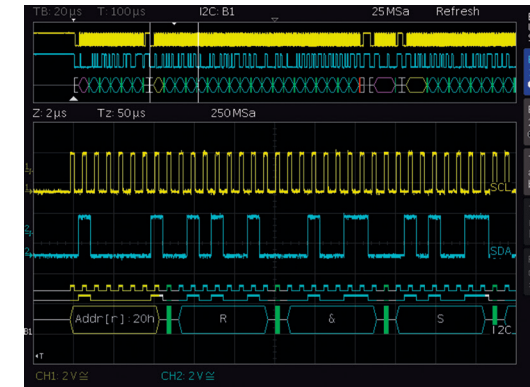 TB: 20 µs T: 100 µs I2C: B1 25 MSa Refresh
Z: 2 µs Tz: 50 µs 250 MSa
SCL
SDA
Addr[r]: 20h R & S
B1 I2C
CH1: 2 V CH2: 2 V